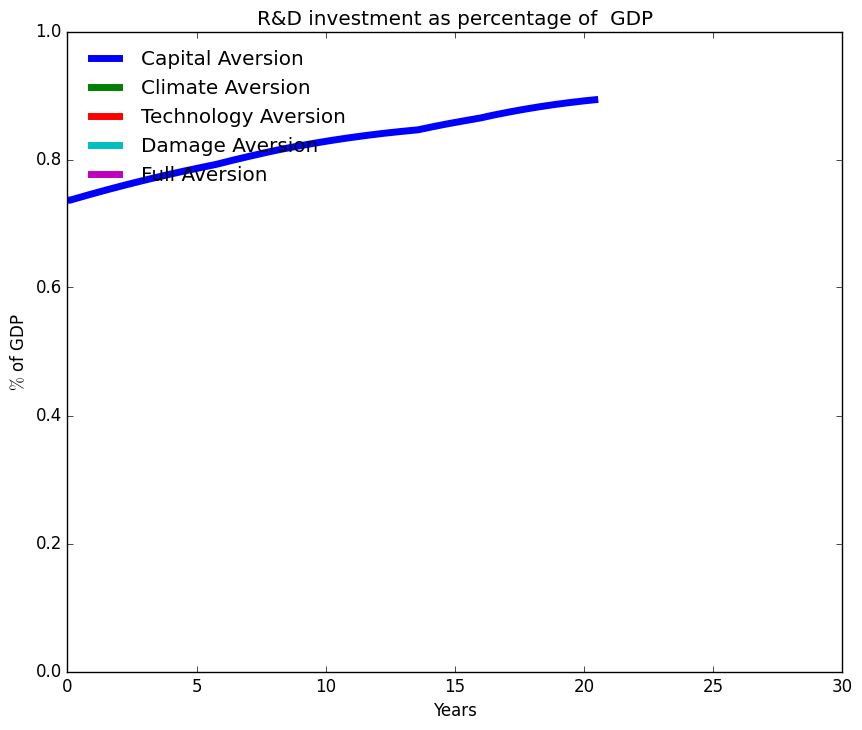 R&D investment as percentage of  GDP
1.0
0.8
0.6
0.4
0.2
0.0
% of GDP
Capital Aversion
Climate Aversion
Technology Aversion
Damage Aversion
Full Aversion
0 5 10 15 20 25 30
Years